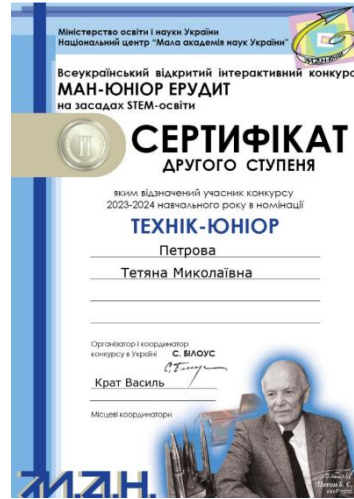 Міністерство освіти і науки України
Національний центр "Мала академія наук України"
Всеукраїнський відкритий інтерактивний конкурс
МАН-ЮНІОР ЕРУДИТ
на засадах STEM-освіти
II
СЕРТИФІКАТ
ДРУГОГО СТУПЕНЯ
яким відзначений учасник конкурсу
2023-2024 навчального року в номінації
ТЕХНІК-ЮНІОР
Петрова
Тетяна Миколаївна
Організатор і координатор
конкурсу в Україні С. БІЛОУС
Крат Василь
Місцеві координатори
М.А.Н.